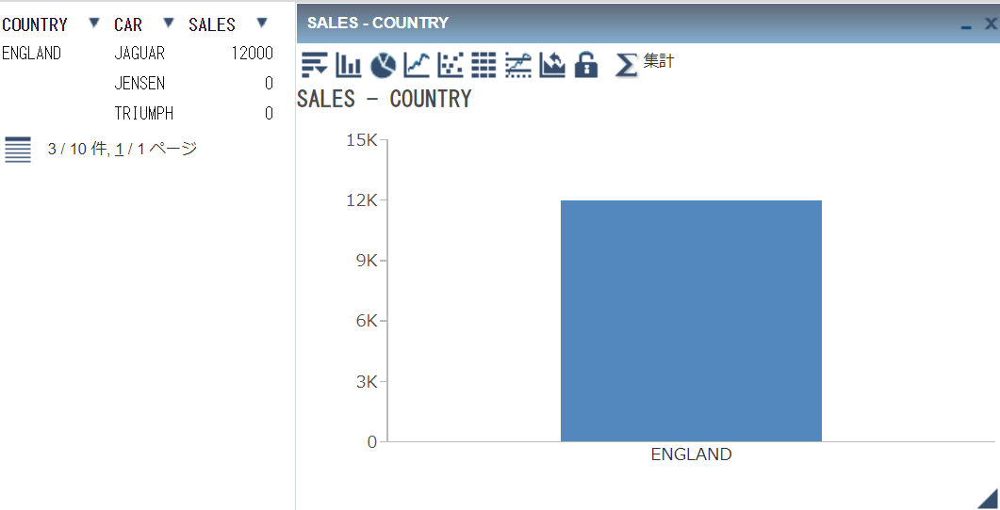 COUNTRY CAR SALES
ENGLAND JAGUAR 12000
JENSEN 0
TRIUMPH 0
3 / 10 件, 1 / 1 ページ
SALES - COUNTRY
集計
SALES - COUNTRY
15K
12K
9K
6K
3K
0
ENGLAND